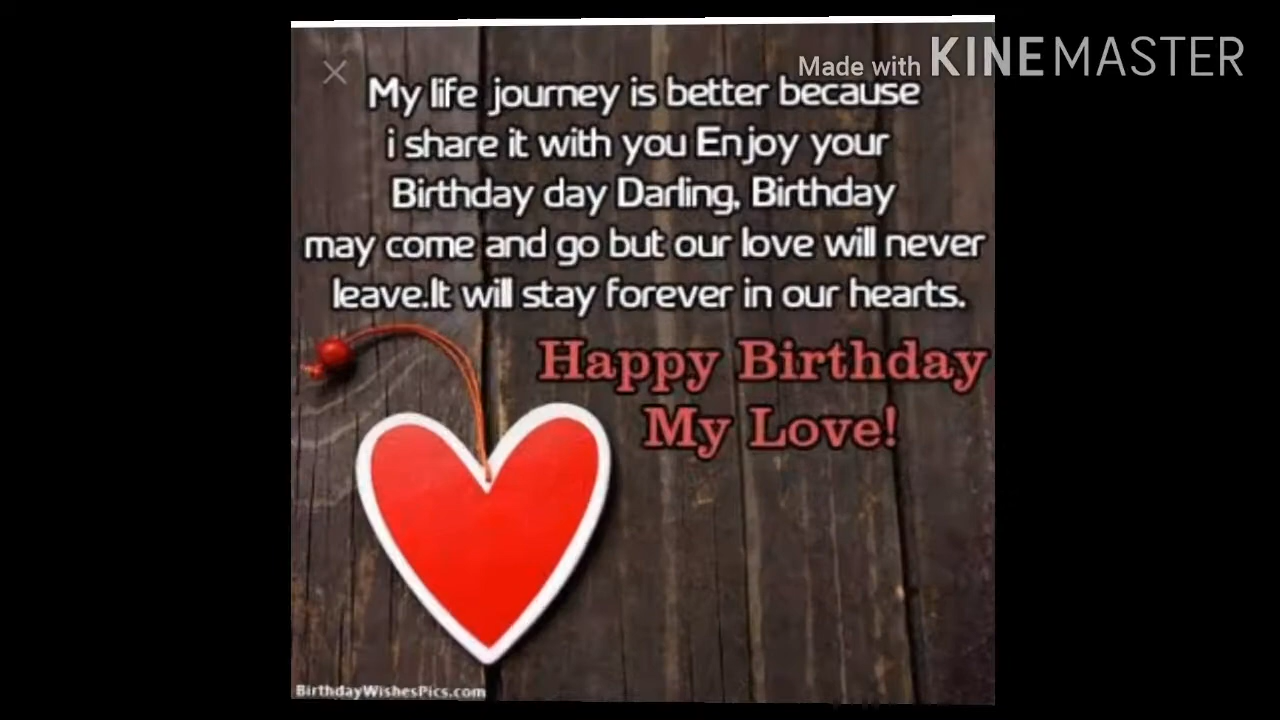 Made with KINEMASTER
My life journey is better because
i share it with you Enjoy your
Birthday day Darling, Birthday
may come and go but our love will never
leave.It will stay forever in our hearts.
Happy Birthday
My Love!
BirthdayWishesPics.com